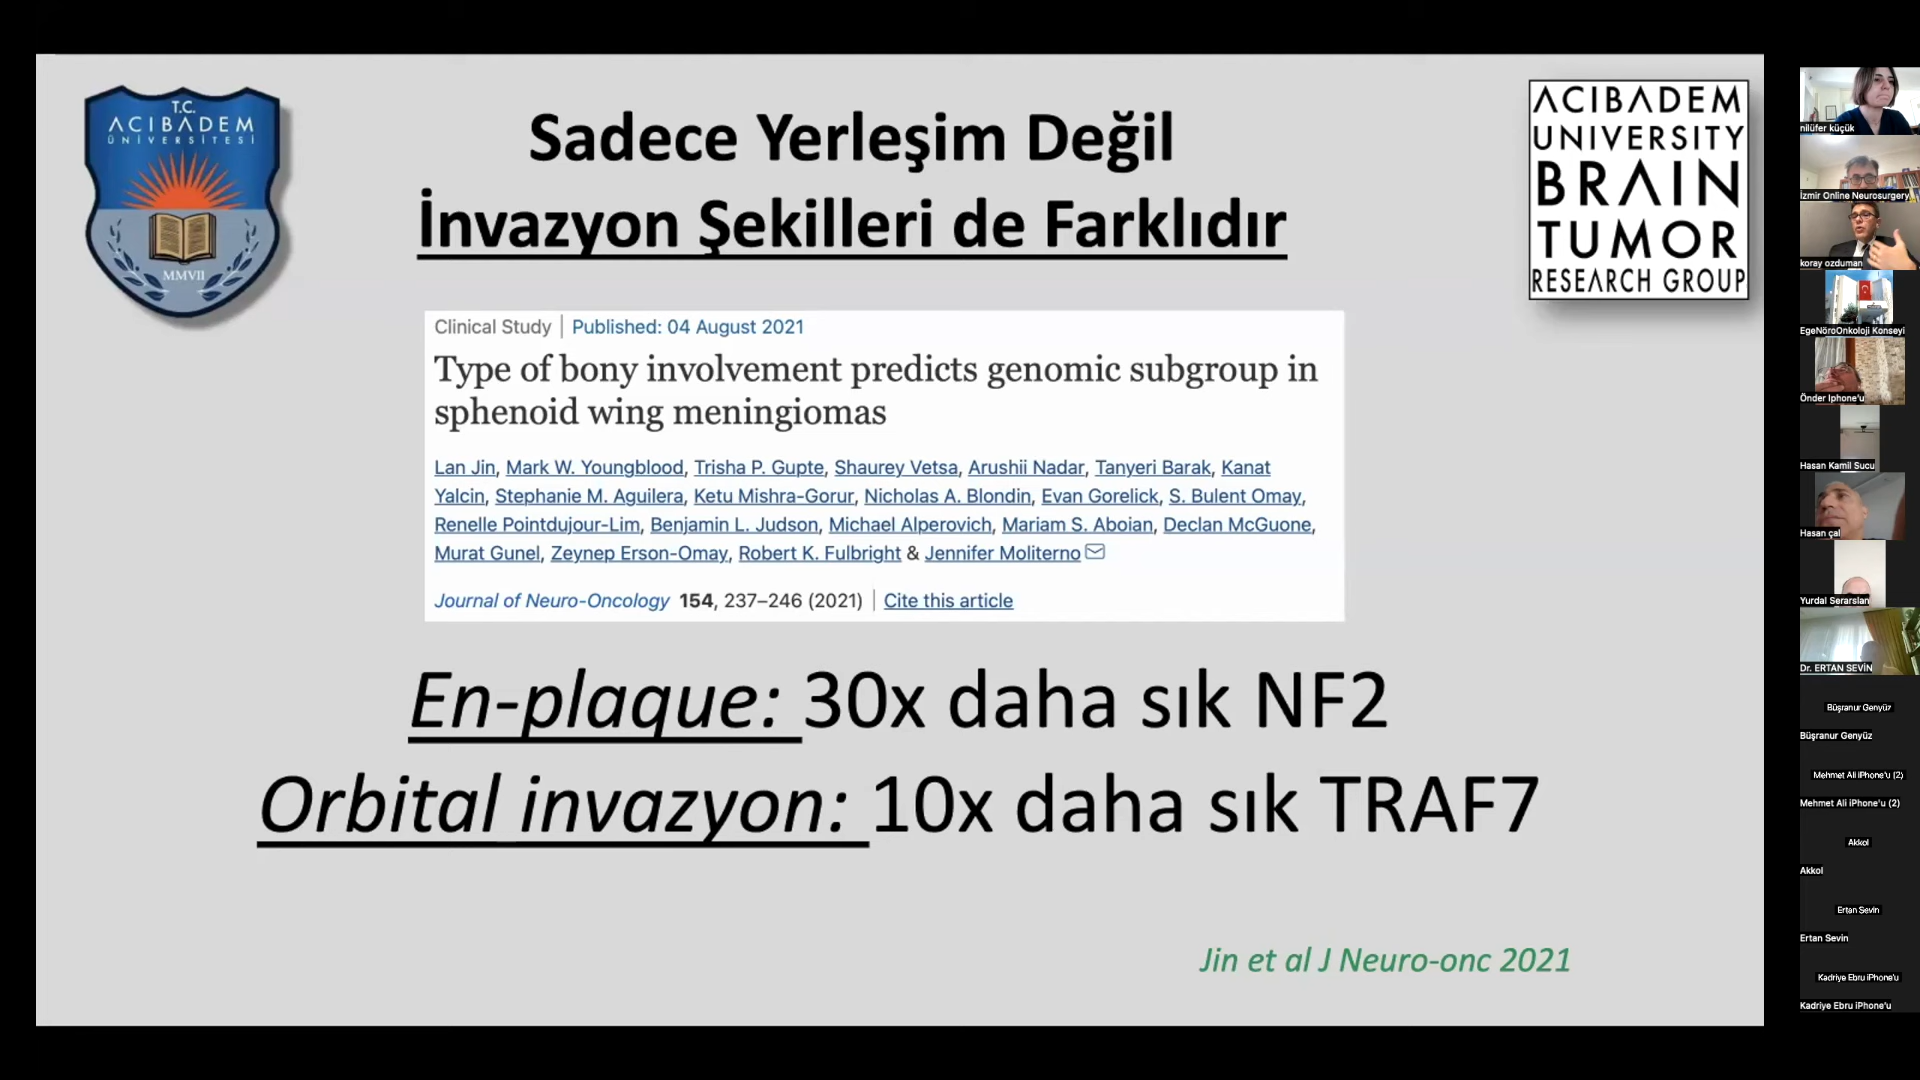 T.C.
ACIBADEM
ÜNİVERSİTESİ
MMVII
Sadece Yerleşim Değil
İnvazyon Şekilleri de Farklıdır
ACIBADEM
UNIVERSITY
BRAIN
TUMOR
RESEARCH GROUP
Clinical Study | Published: 04 August 2021
Type of bony involvement predicts genomic subgroup in
sphenoid wing meningiomas
Lan Jin, Mark W. Youngblood, Trisha P. Gupte, Shaurey Vetsa, Arushii Nadar, Tanyeri Barak, Kanat
Yalcin, Stephanie M. Aguilera, Ketu Mishra-Gorur, Nicholas A. Blondin, Evan Gorelick, S. Bulent Omay,
Renelle Pointdujour-Lim, Benjamin L. Judson, Michael Alperovich, Mariam S. Aboian, Declan McGuone,
Murat Gunel, Zeynep Erson-Omay, Robert K. Fulbright & Jennifer Moliterno
Journal of Neuro-Oncology 154, 237–246 (2021) | Cite this article
En-plaque: 30x daha sık NF2
Orbital invazyon: 10x daha sık TRAF7
Jin et al J Neuro-onc 2021
nilüfer küçük
İzmir Online Neurosurgery
koray ozduman
EgeNöroOnkoloji Konseyi
Önder Iphone'u
Hasan Kamil Sucu
Hasan çal
Yurdal Serarslan
Dr. ERTAN SEVİN
Büşranur Genyüz
Büşranur Genyüz
Mehmet Ali iPhone'u (2)
Mehmet Ali iPhone'u (2)
Akkol
Akkol
Ertan Sevin
Ertan Sevin
Kadriye Ebru iPhone'u
Kadriye Ebru iPhone'u